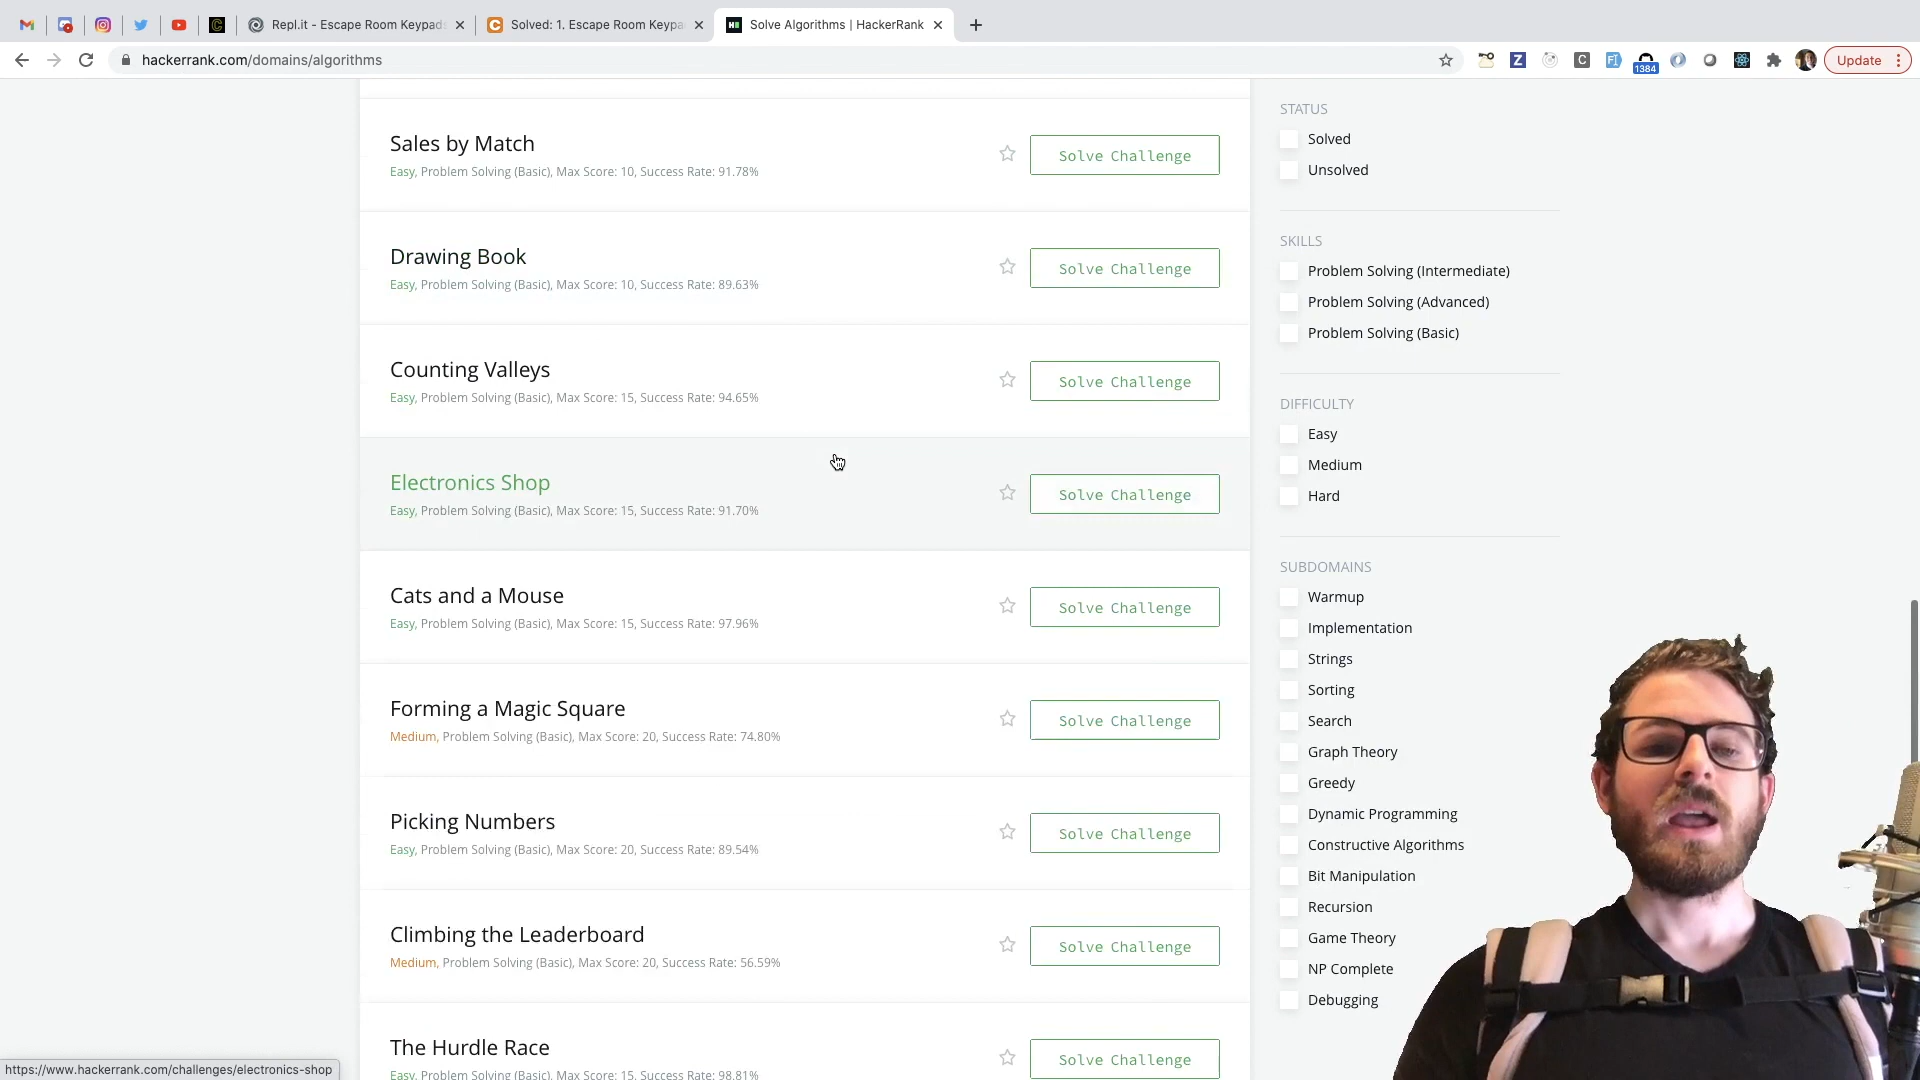 Repl.it - Escape Room Keypad
Solved: 1. Escape Room Keypa
Solve Algorithms | HackerRank
hackerrank.com/domains/algorithms
1384
Update
Sales by Match
Easy, Problem Solving (Basic), Max Score: 10, Success Rate: 91.78%
Solve Challenge
Drawing Book
Easy, Problem Solving (Basic), Max Score: 10, Success Rate: 89.63%
Solve Challenge
Counting Valleys
Easy, Problem Solving (Basic), Max Score: 15, Success Rate: 94.65%
Solve Challenge
Electronics Shop
Easy, Problem Solving (Basic), Max Score: 15, Success Rate: 91.70%
Solve Challenge
Cats and a Mouse
Easy, Problem Solving (Basic), Max Score: 15, Success Rate: 97.96%
Solve Challenge
Forming a Magic Square
Medium, Problem Solving (Basic), Max Score: 20, Success Rate: 74.80%
Solve Challenge
Picking Numbers
Easy, Problem Solving (Basic), Max Score: 20, Success Rate: 89.54%
Solve Challenge
Climbing the Leaderboard
Medium, Problem Solving (Basic), Max Score: 20, Success Rate: 56.59%
Solve Challenge
The Hurdle Race
Easy, Problem Solving (Basic), Max Score: 15, Success Rate: 98.81%
Solve Challenge
STATUS
Solved
Unsolved
SKILLS
Problem Solving (Intermediate)
Problem Solving (Advanced)
Problem Solving (Basic)
DIFFICULTY
Easy
Medium
Hard
SUBDOMAINS
Warmup
Implementation
Strings
Sorting
Search
Graph Theory
Greedy
Dynamic Programming
Constructive Algorithms
Bit Manipulation
Recursion
Game Theory
NP Complete
Debugging
https://www.hackerrank.com/challenges/electronics-shop